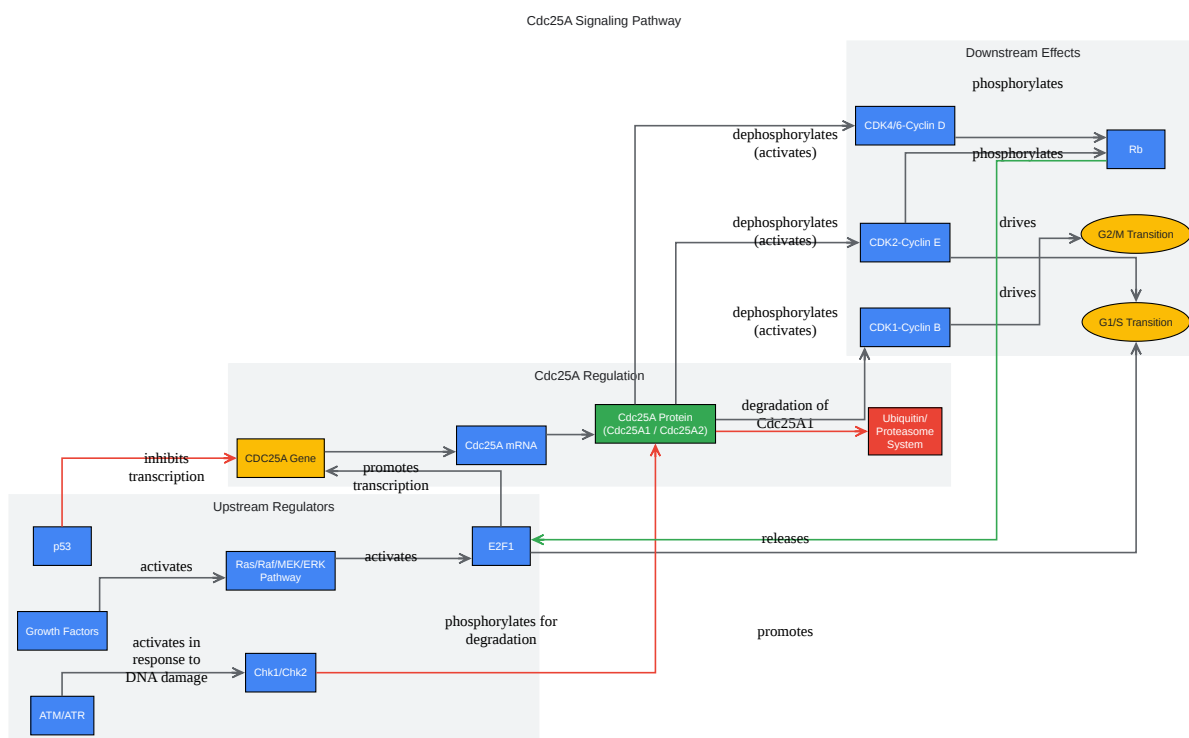 Cdc25A Signaling Pathway
Downstream Effects
phosphorylates
CDK4/6-Cyclin D
dephosphorylates
(activates)
Rb
phosphorylates
dephosphorylates
(activates)
CDK2-Cyclin E
drives
G2/M Transition
drives
dephosphorylates
(activates)
CDK1-Cyclin B
G1/S Transition
Cdc25A Regulation
Cdc25A Protein
(Cdc25A1 / Cdc25A2)
degradation of
Cdc25A1
Ubiquitin/
Proteasome
System
Cdc25A mRNA
CDC25A Gene
inhibits
transcription
promotes
transcription
Upstream Regulators
p53
E2F1
releases
Ras/Raf/MEK/ERK
Pathway
activates
activates
Growth Factors
phosphorylates for
degradation
promotes
activates in
response to
DNA damage
Chk1/Chk2
ATM/ATR